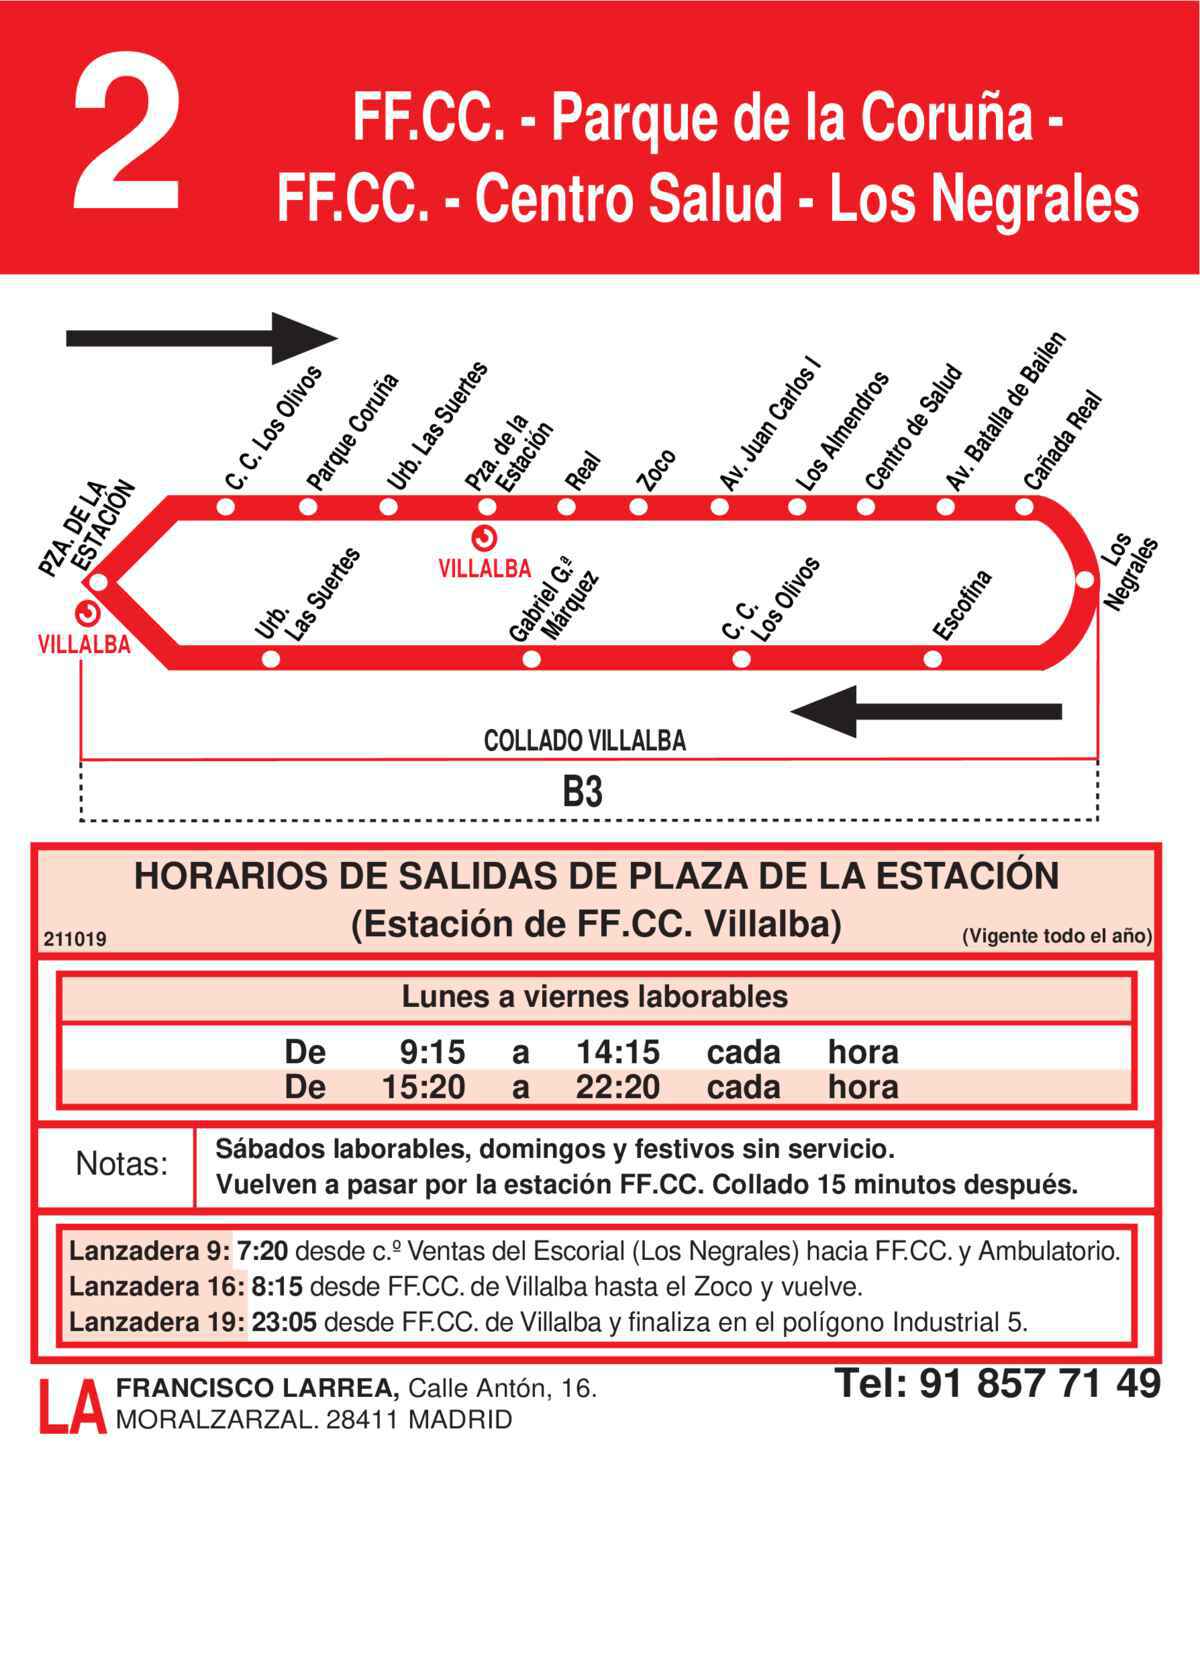 2
FF.CC. - Parque de la Coruña -
FF.CC. - Centro Salud - Los Negrales
PZA. DE LA
ESTACIÓN
C. C. Los Olivos
Parque Coruña
Urb. Las Suertes
Pza. de la
Estación
Real
Zoco
Av. Juan Carlos I
Los Almendros
Centro de Salud
Av. Batalla de Bailen
Cañada Real
Los
Negrales
VILLALBA
VILLALBA
Urb.
Las Suertes
Gabriel G.ª
Márquez
C. C.
Los Olivos
Escofina
COLLADO VILLALBA
B3
HORARIOS DE SALIDAS DE PLAZA DE LA ESTACIÓN
(Estación de FF.CC. Villalba)
211019
(Vigente todo el año)
Lunes a viernes laborables
De 9:15 a 14:15 cada hora
De 15:20 a 22:20 cada hora
Notas:
Sábados laborables, domingos y festivos sin servicio.
Vuelven a pasar por la estación FF.CC. Collado 15 minutos después.
Lanzadera 9: 7:20 desde c.º Ventas del Escorial (Los Negrales) hacia FF.CC. y Ambulatorio.
Lanzadera 16: 8:15 desde FF.CC. de Villalba hasta el Zoco y vuelve.
Lanzadera 19: 23:05 desde FF.CC. de Villalba y finaliza en el polígono Industrial 5.
LA
FRANCISCO LARREA, Calle Antón, 16.
MORALZARZAL. 28411 MADRID
Tel: 91 857 71 49